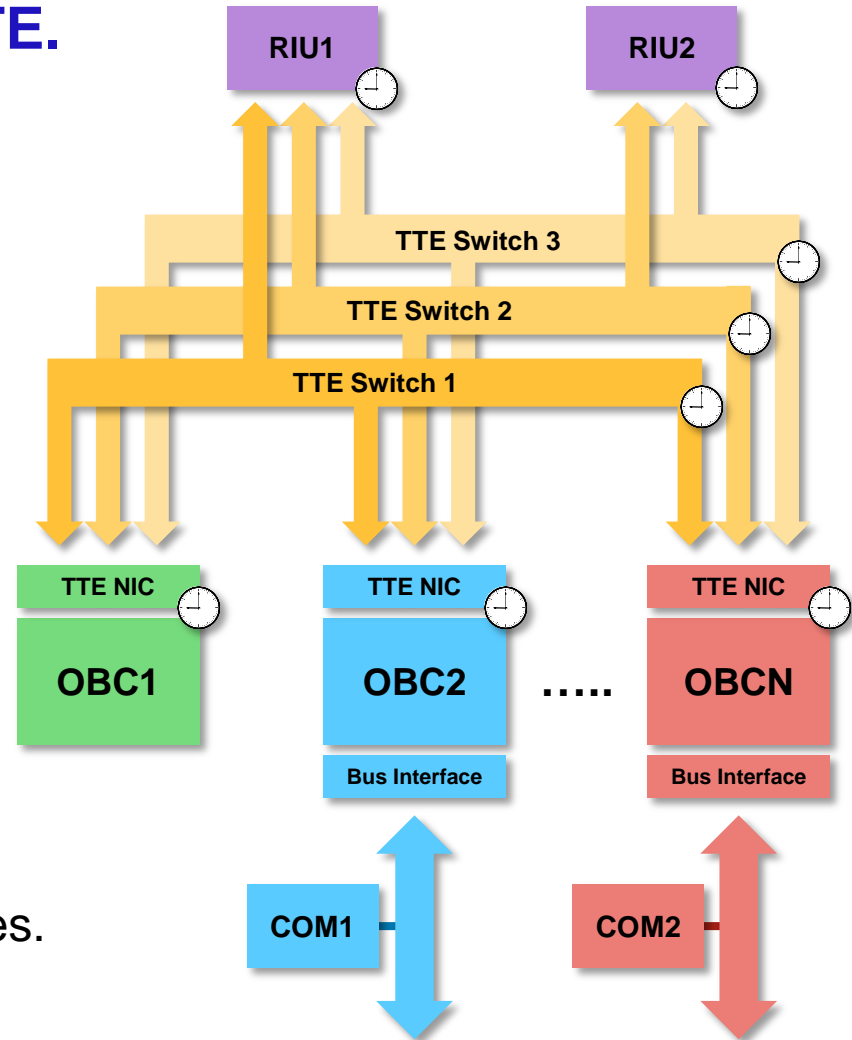 TE.
RIU1
RIU2
TTE Switch 3
TTE Switch 2
TTE Switch 1
TTE NIC
TTE NIC
TTE NIC
OBC1
OBC2
.....
OBCN
Bus Interface
Bus Interface
es.
COM1
COM2